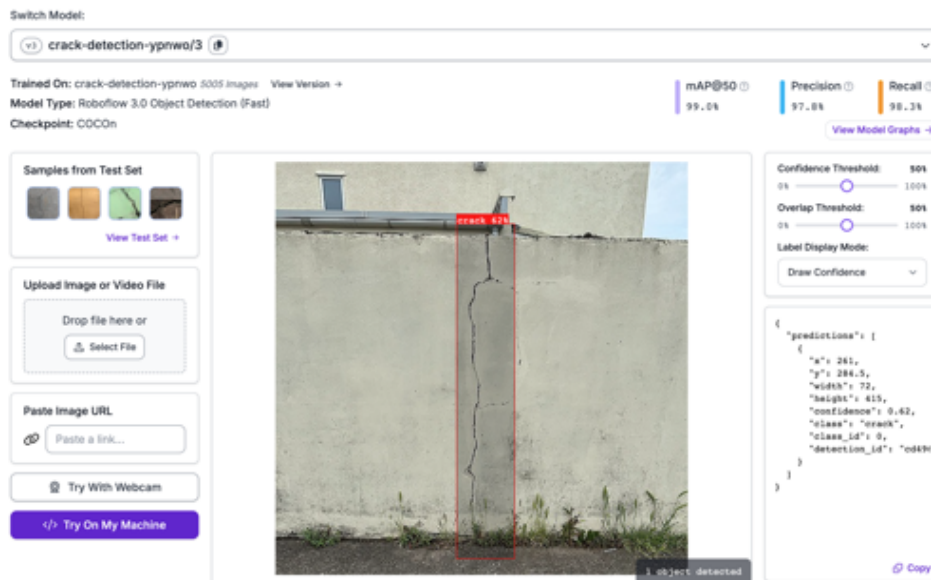 Switch Model:
v3 crack-detection-ypnwo/3
Trained On: crack-detection-ypnwo 5005 Images View Version →
Model Type: Roboflow 3.0 Object Detection (Fast)
Checkpoint: COCOn
mAP@50
99.0%
Precision
97.8%
Recall
98.3%
View Model Graphs →
Samples from Test Set
View Test Set →
Upload Image or Video File
Drop file here or
Select File
Paste Image URL
Paste a link...
Try With Webcam
</> Try On My Machine
crack 62%
1 object detected
Confidence Threshold: 50%
0% 100%
Overlap Threshold: 50%
0% 100%
Label Display Mode:
Draw Confidence
{
"predictions": [
{
"x": 261,
"y": 284.5,
"width": 72,
"height": 415,
"confidence": 0.62,
"class": "crack",
"class_id": 0,
"detection_id":
}
]
}
Copy